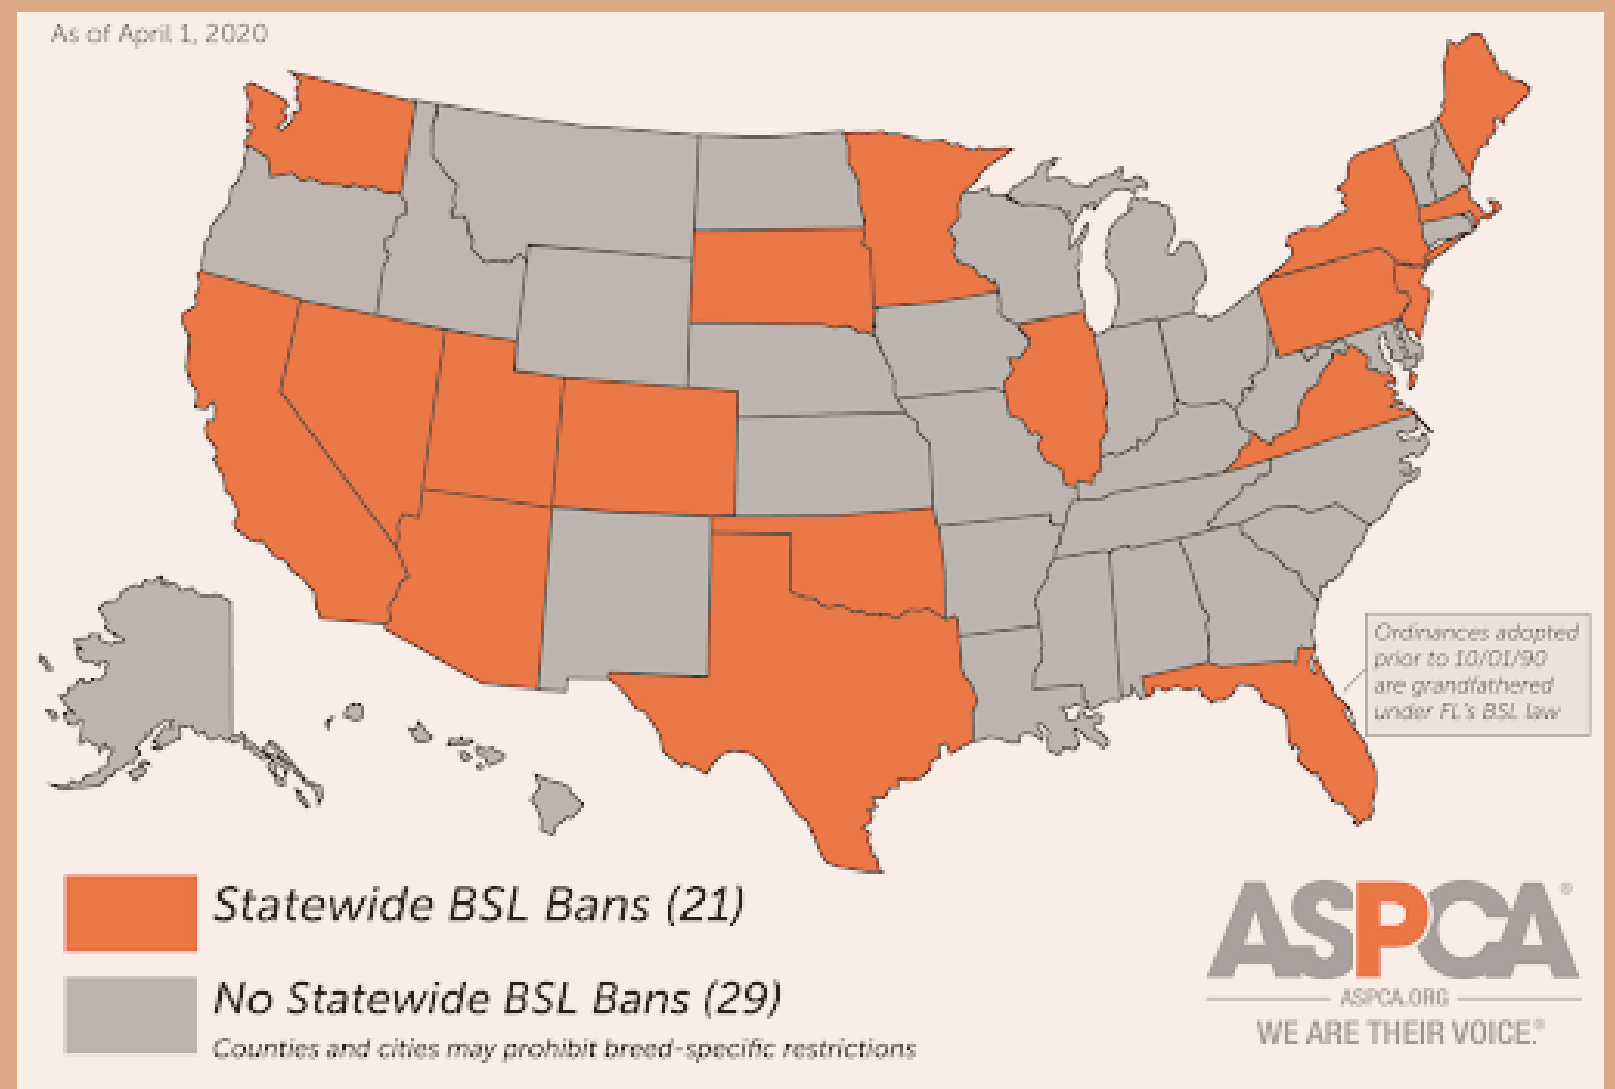 As of April 1, 2020
Ordinances adopted
prior to 10/01/90
are grandfathered
under FL's BSL law
Statewide BSL Bans (21)
No Statewide BSL Bans (29)
Counties and cities may prohibit breed-specific restrictions
ASPCA®
ASPCA.ORG
WE ARE THEIR VOICE.®